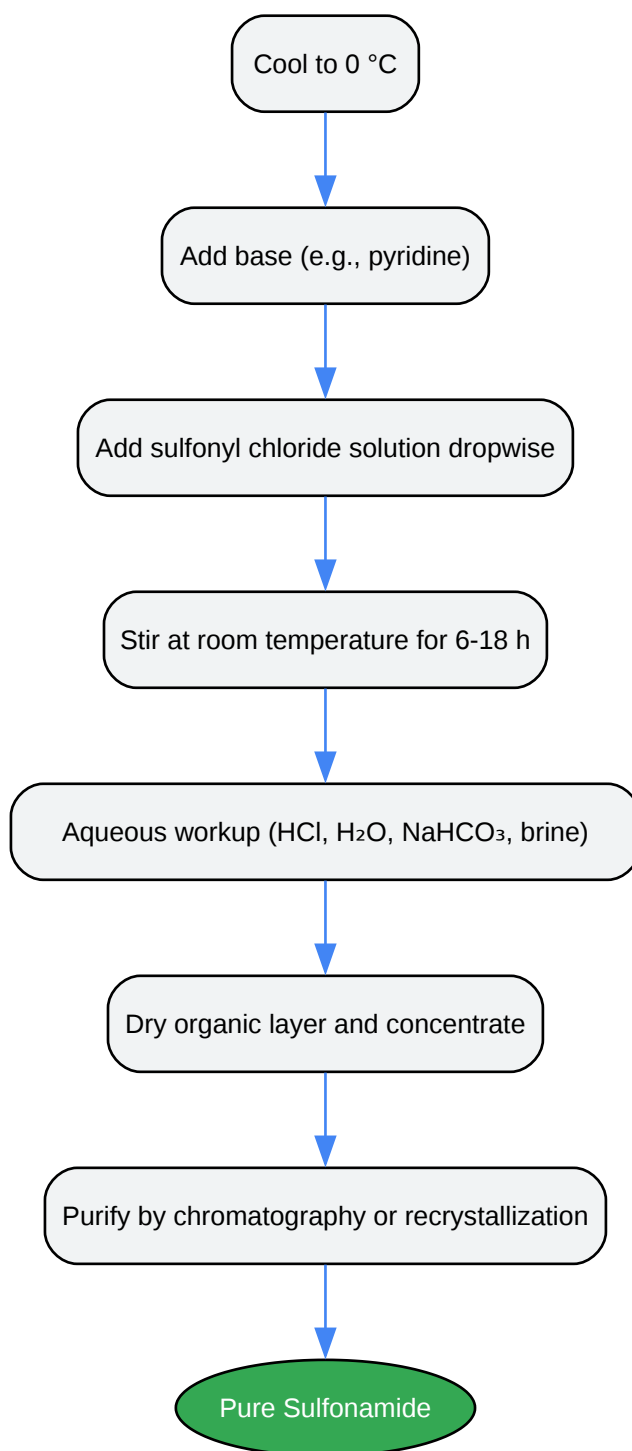 Cool to 0 °C
Add base (e.g., pyridine)
Add sulfonyl chloride solution dropwise
Stir at room temperature for 6-18 h
Aqueous workup (HCl, H₂O, NaHCO₃, brine)
Dry organic layer and concentrate
Purify by chromatography or recrystallization
Pure Sulfonamide